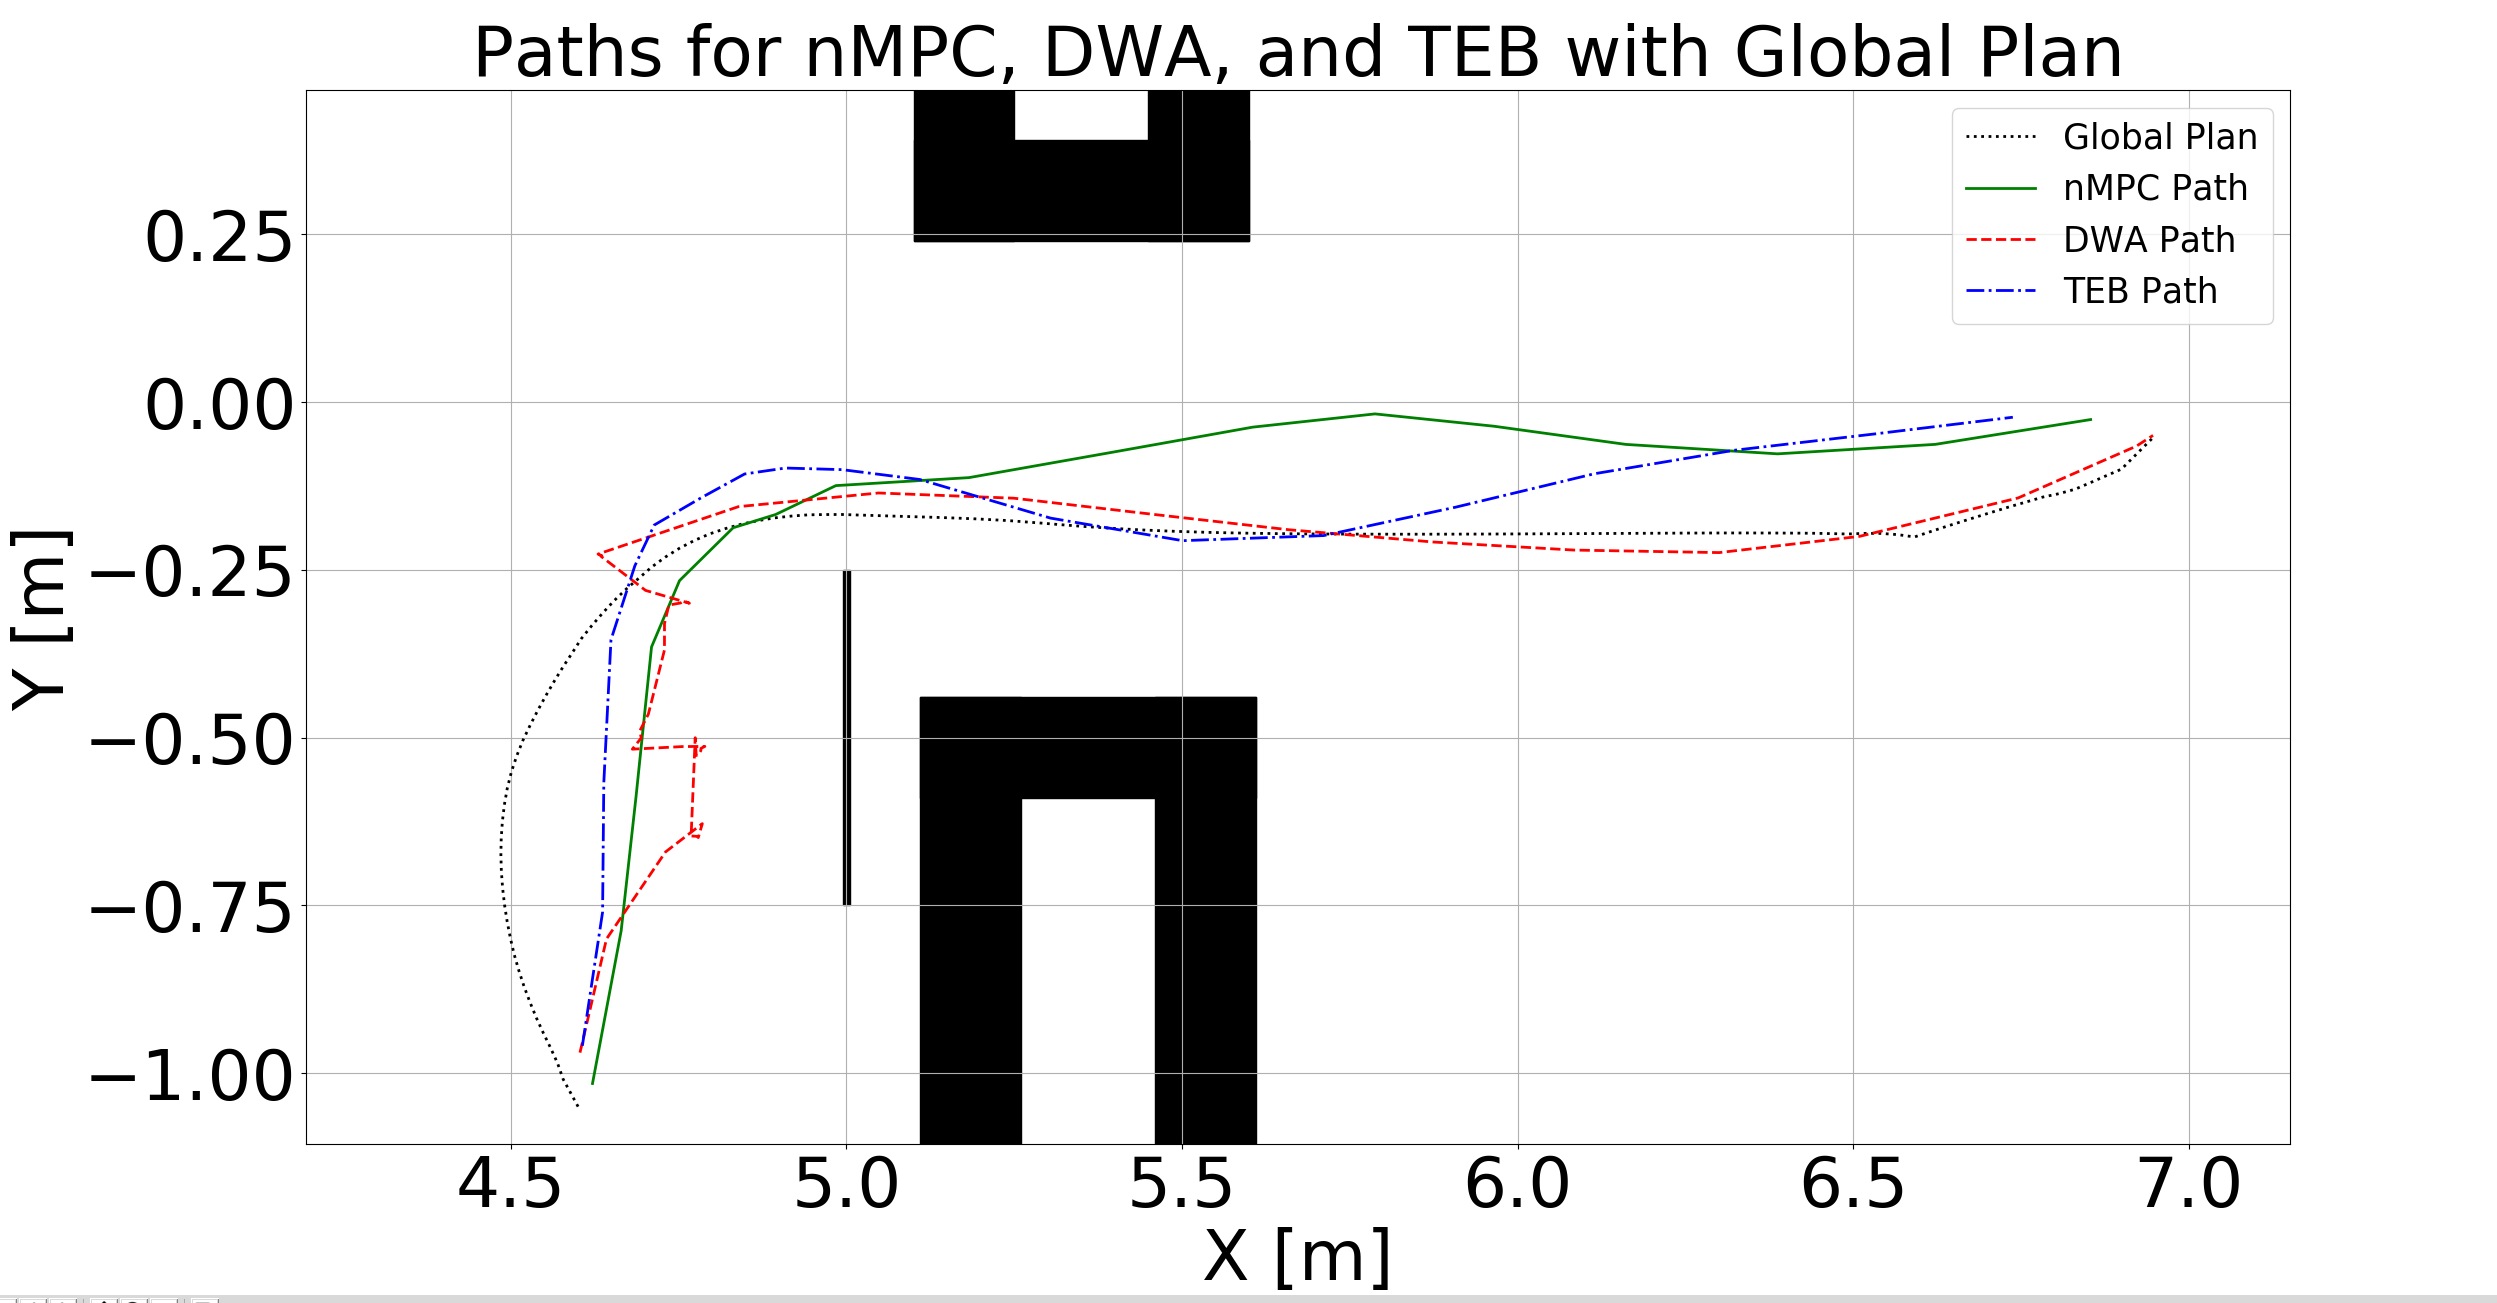 Paths for nMPC, DWA, and TEB with Global Plan
Global Plan
nMPC Path
DWA Path
TEB Path
0.25
0.00
−0.25
−0.50
−0.75
−1.00
Y [m]
4.5
5.0
5.5
6.0
6.5
7.0
X [m]